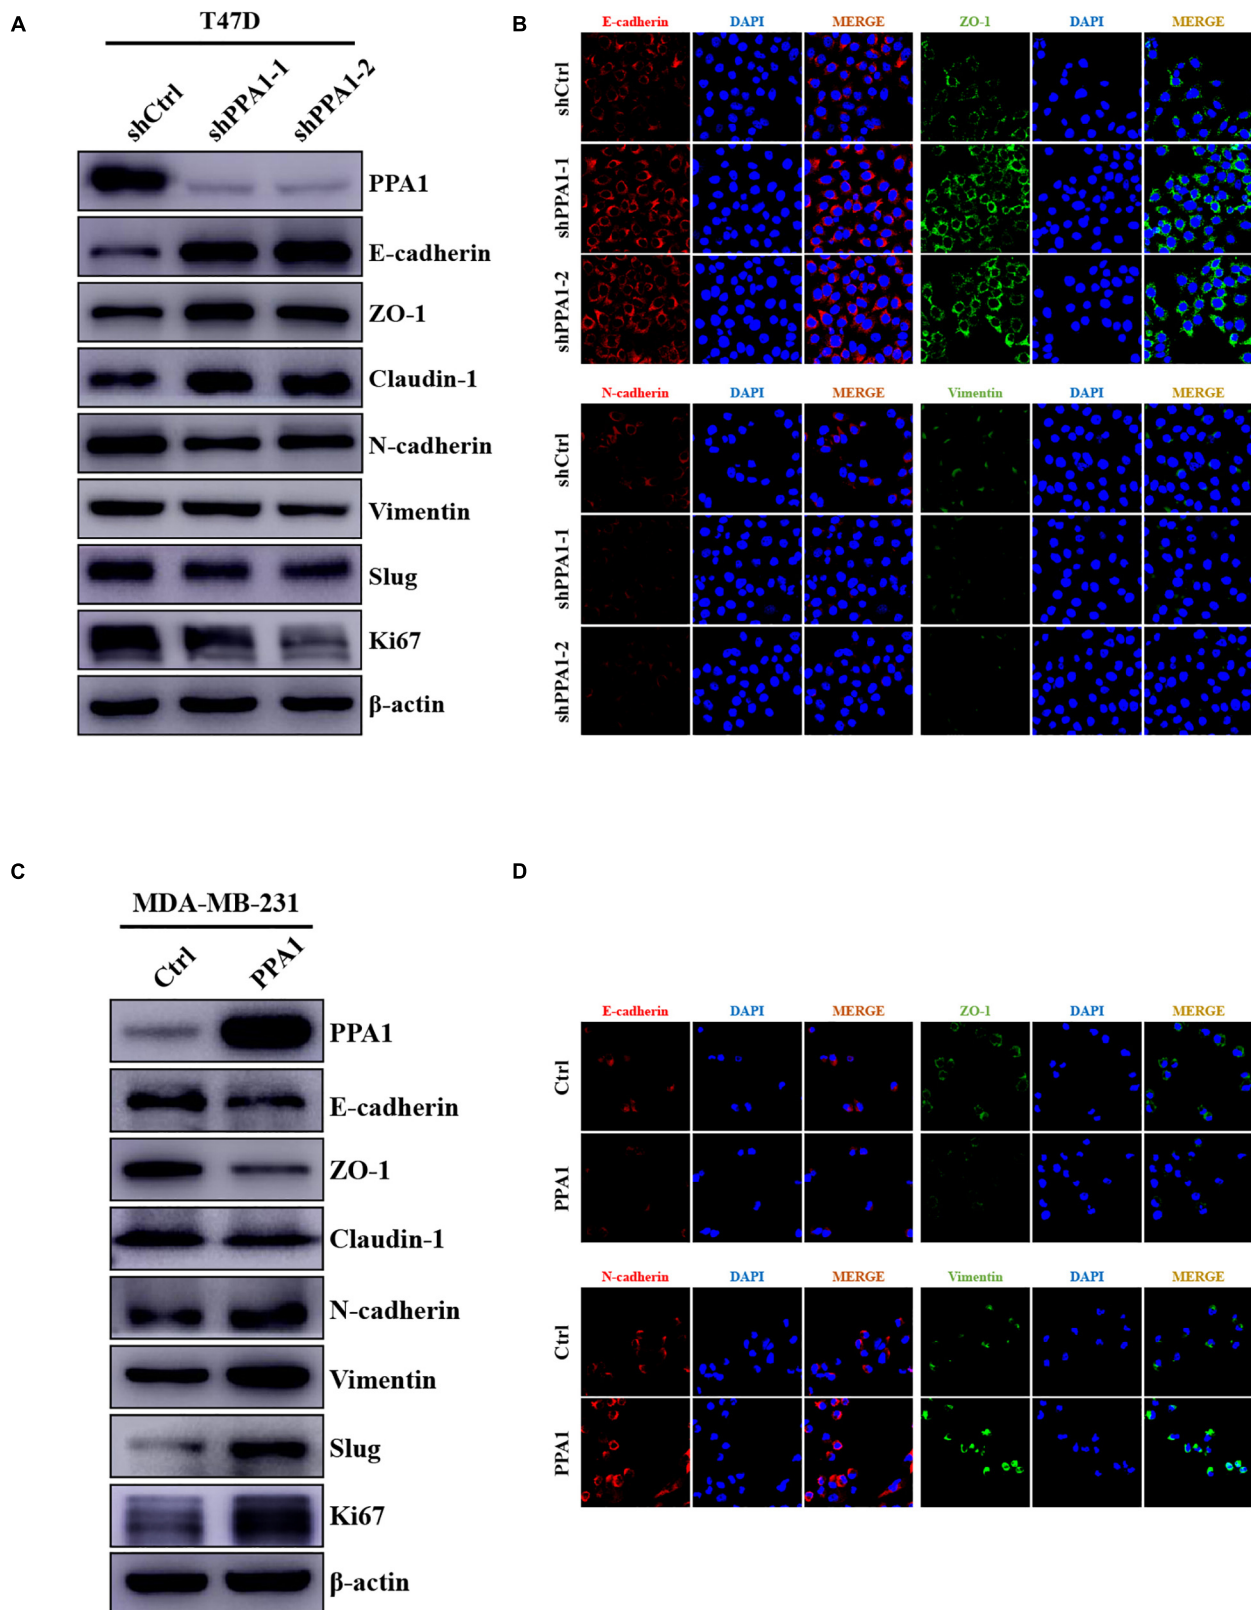 A
T47D
shCtrl
shPPA1-1
shPPA1-2
PPA1
E-cadherin
ZO-1
Claudin-1
N-cadherin
Vimentin
Slug
Ki67
β-actin
B
E-cadherin DAPI MERGE ZO-1 DAPI MERGE
shCtrl
shPPA1-1
shPPA1-2
N-cadherin DAPI MERGE Vimentin DAPI MERGE
shCtrl
shPPA1-1
shPPA1-2
C
MDA-MB-231
Ctrl
PPA1
PPA1
E-cadherin
ZO-1
Claudin-1
N-cadherin
Vimentin
Slug
Ki67
β-actin
D
E-cadherin DAPI MERGE ZO-1 DAPI MERGE
Ctrl
PPA1
N-cadherin DAPI MERGE Vimentin DAPI MERGE
Ctrl
PPA1